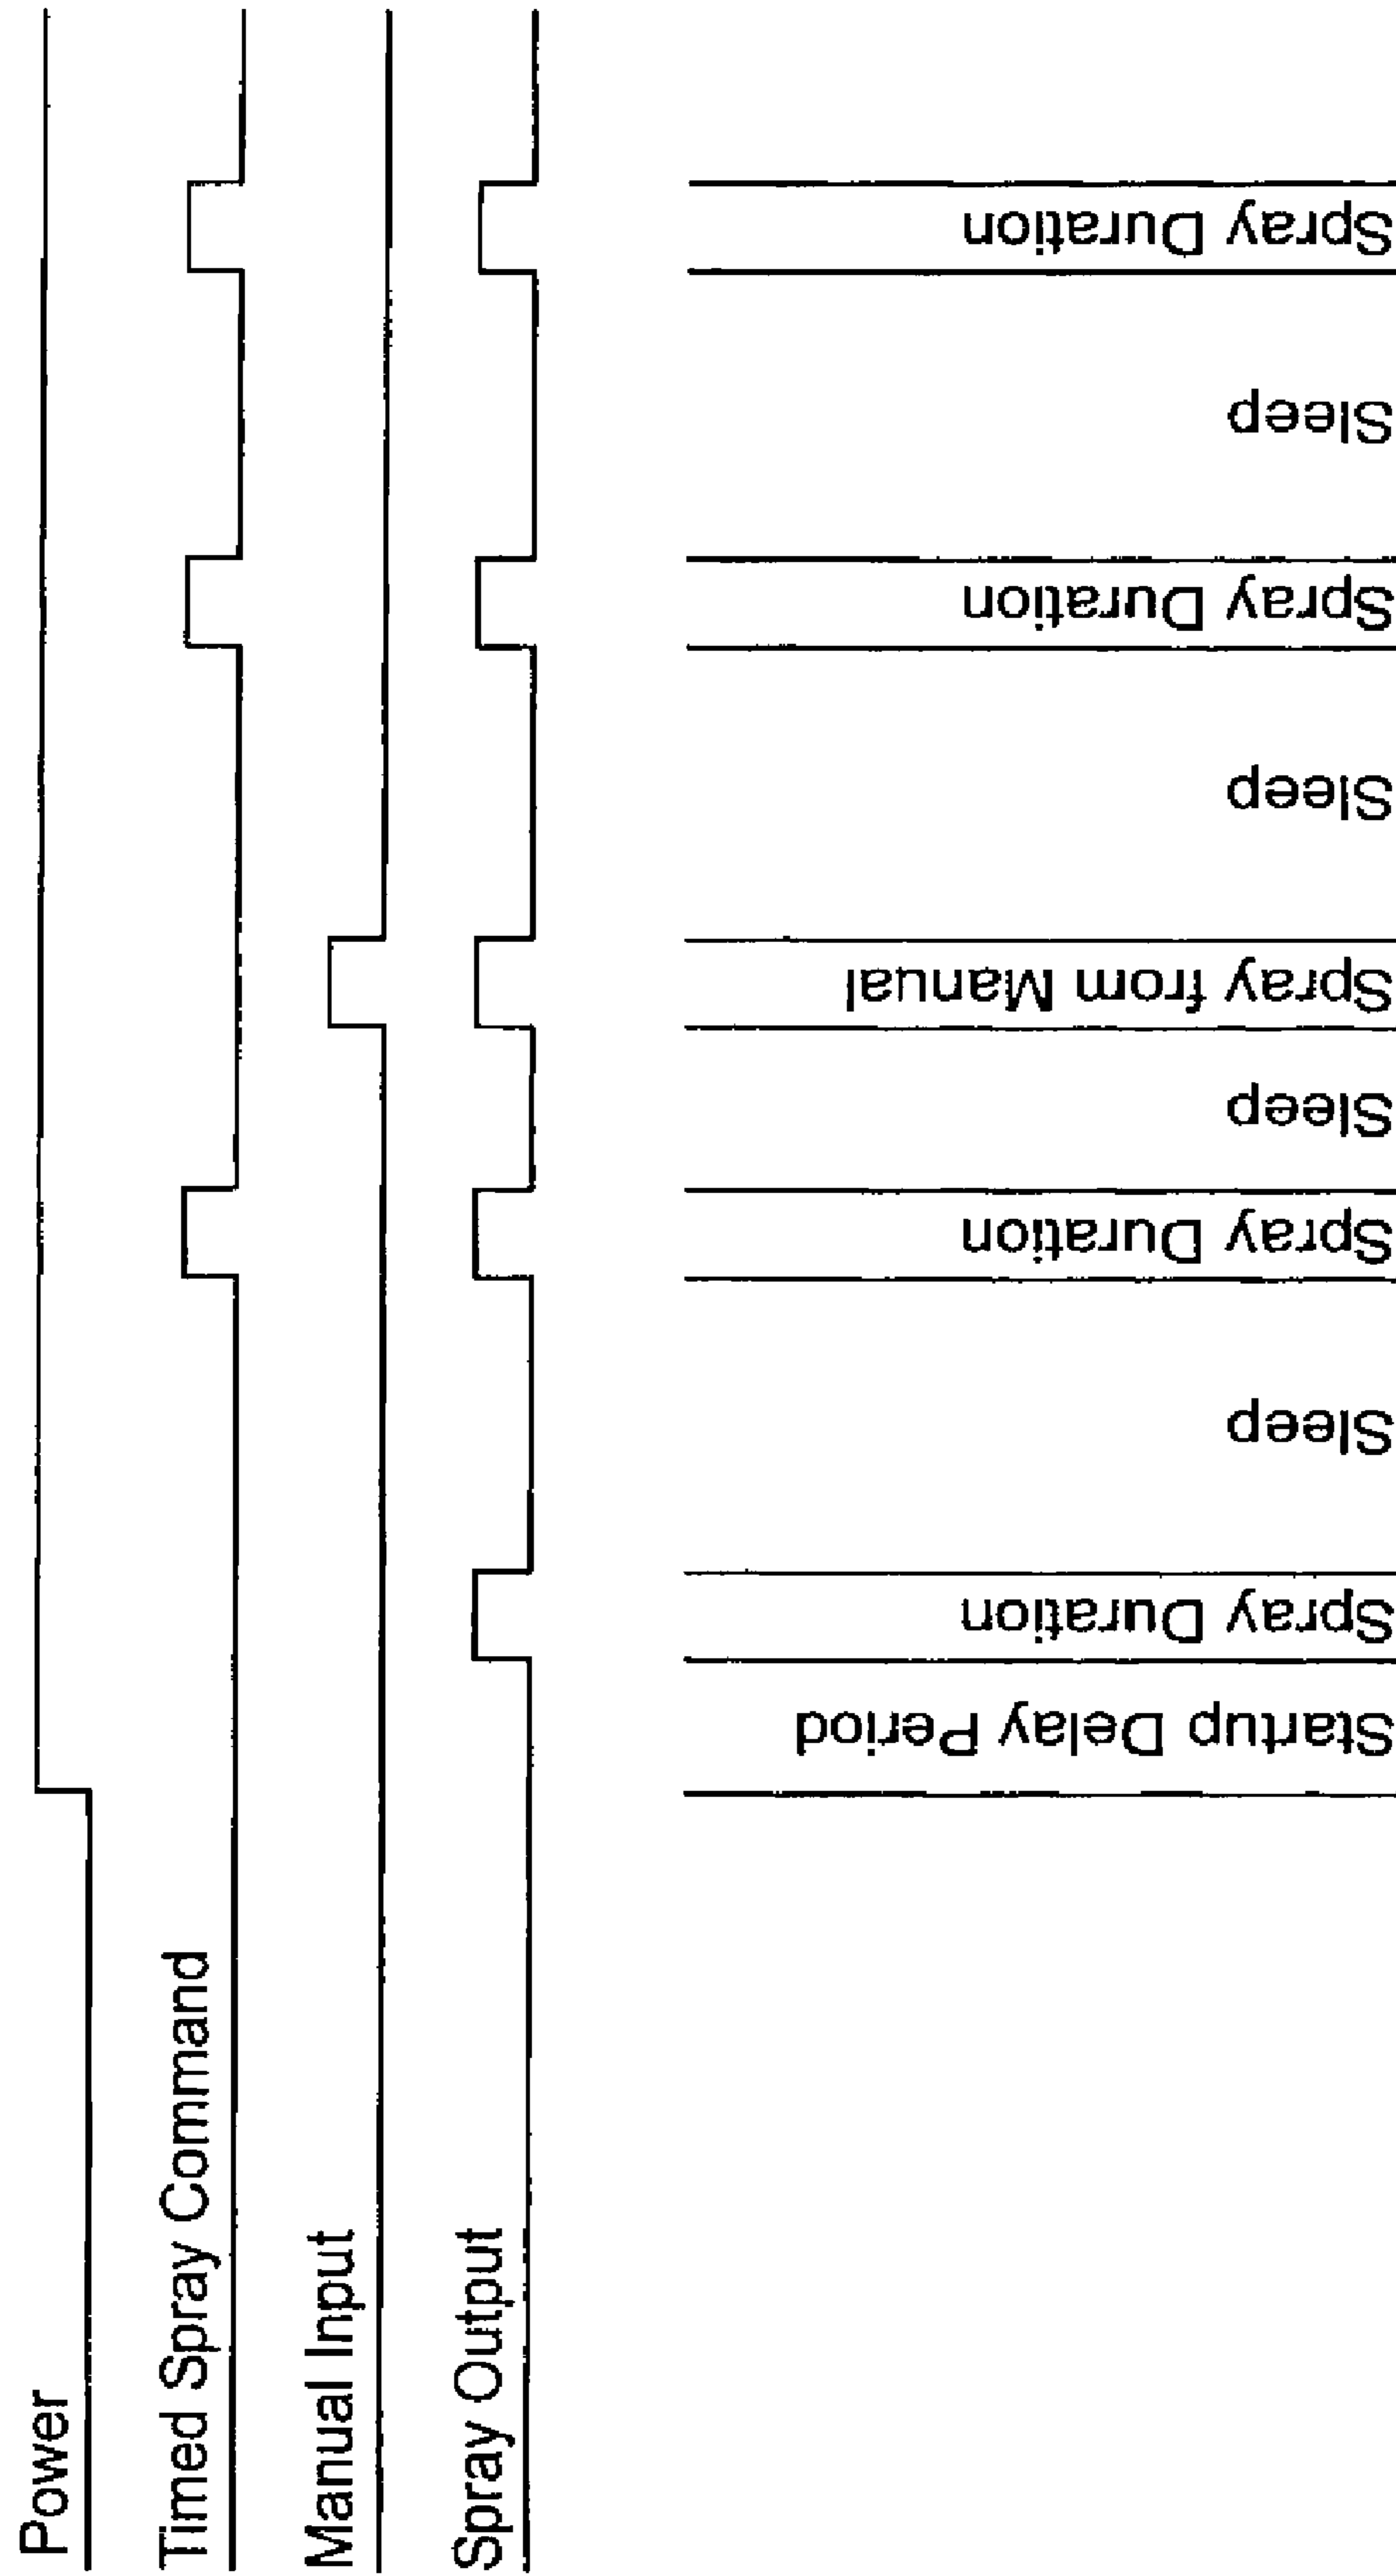 Power
Timed Spray Command
Manual Input
Spray Output
Startup Delay Period
Spray Duration
Sleep
Spray Duration
Sleep
Spray from Manual
Sleep
Spray Duration
Sleep
Spray Duration